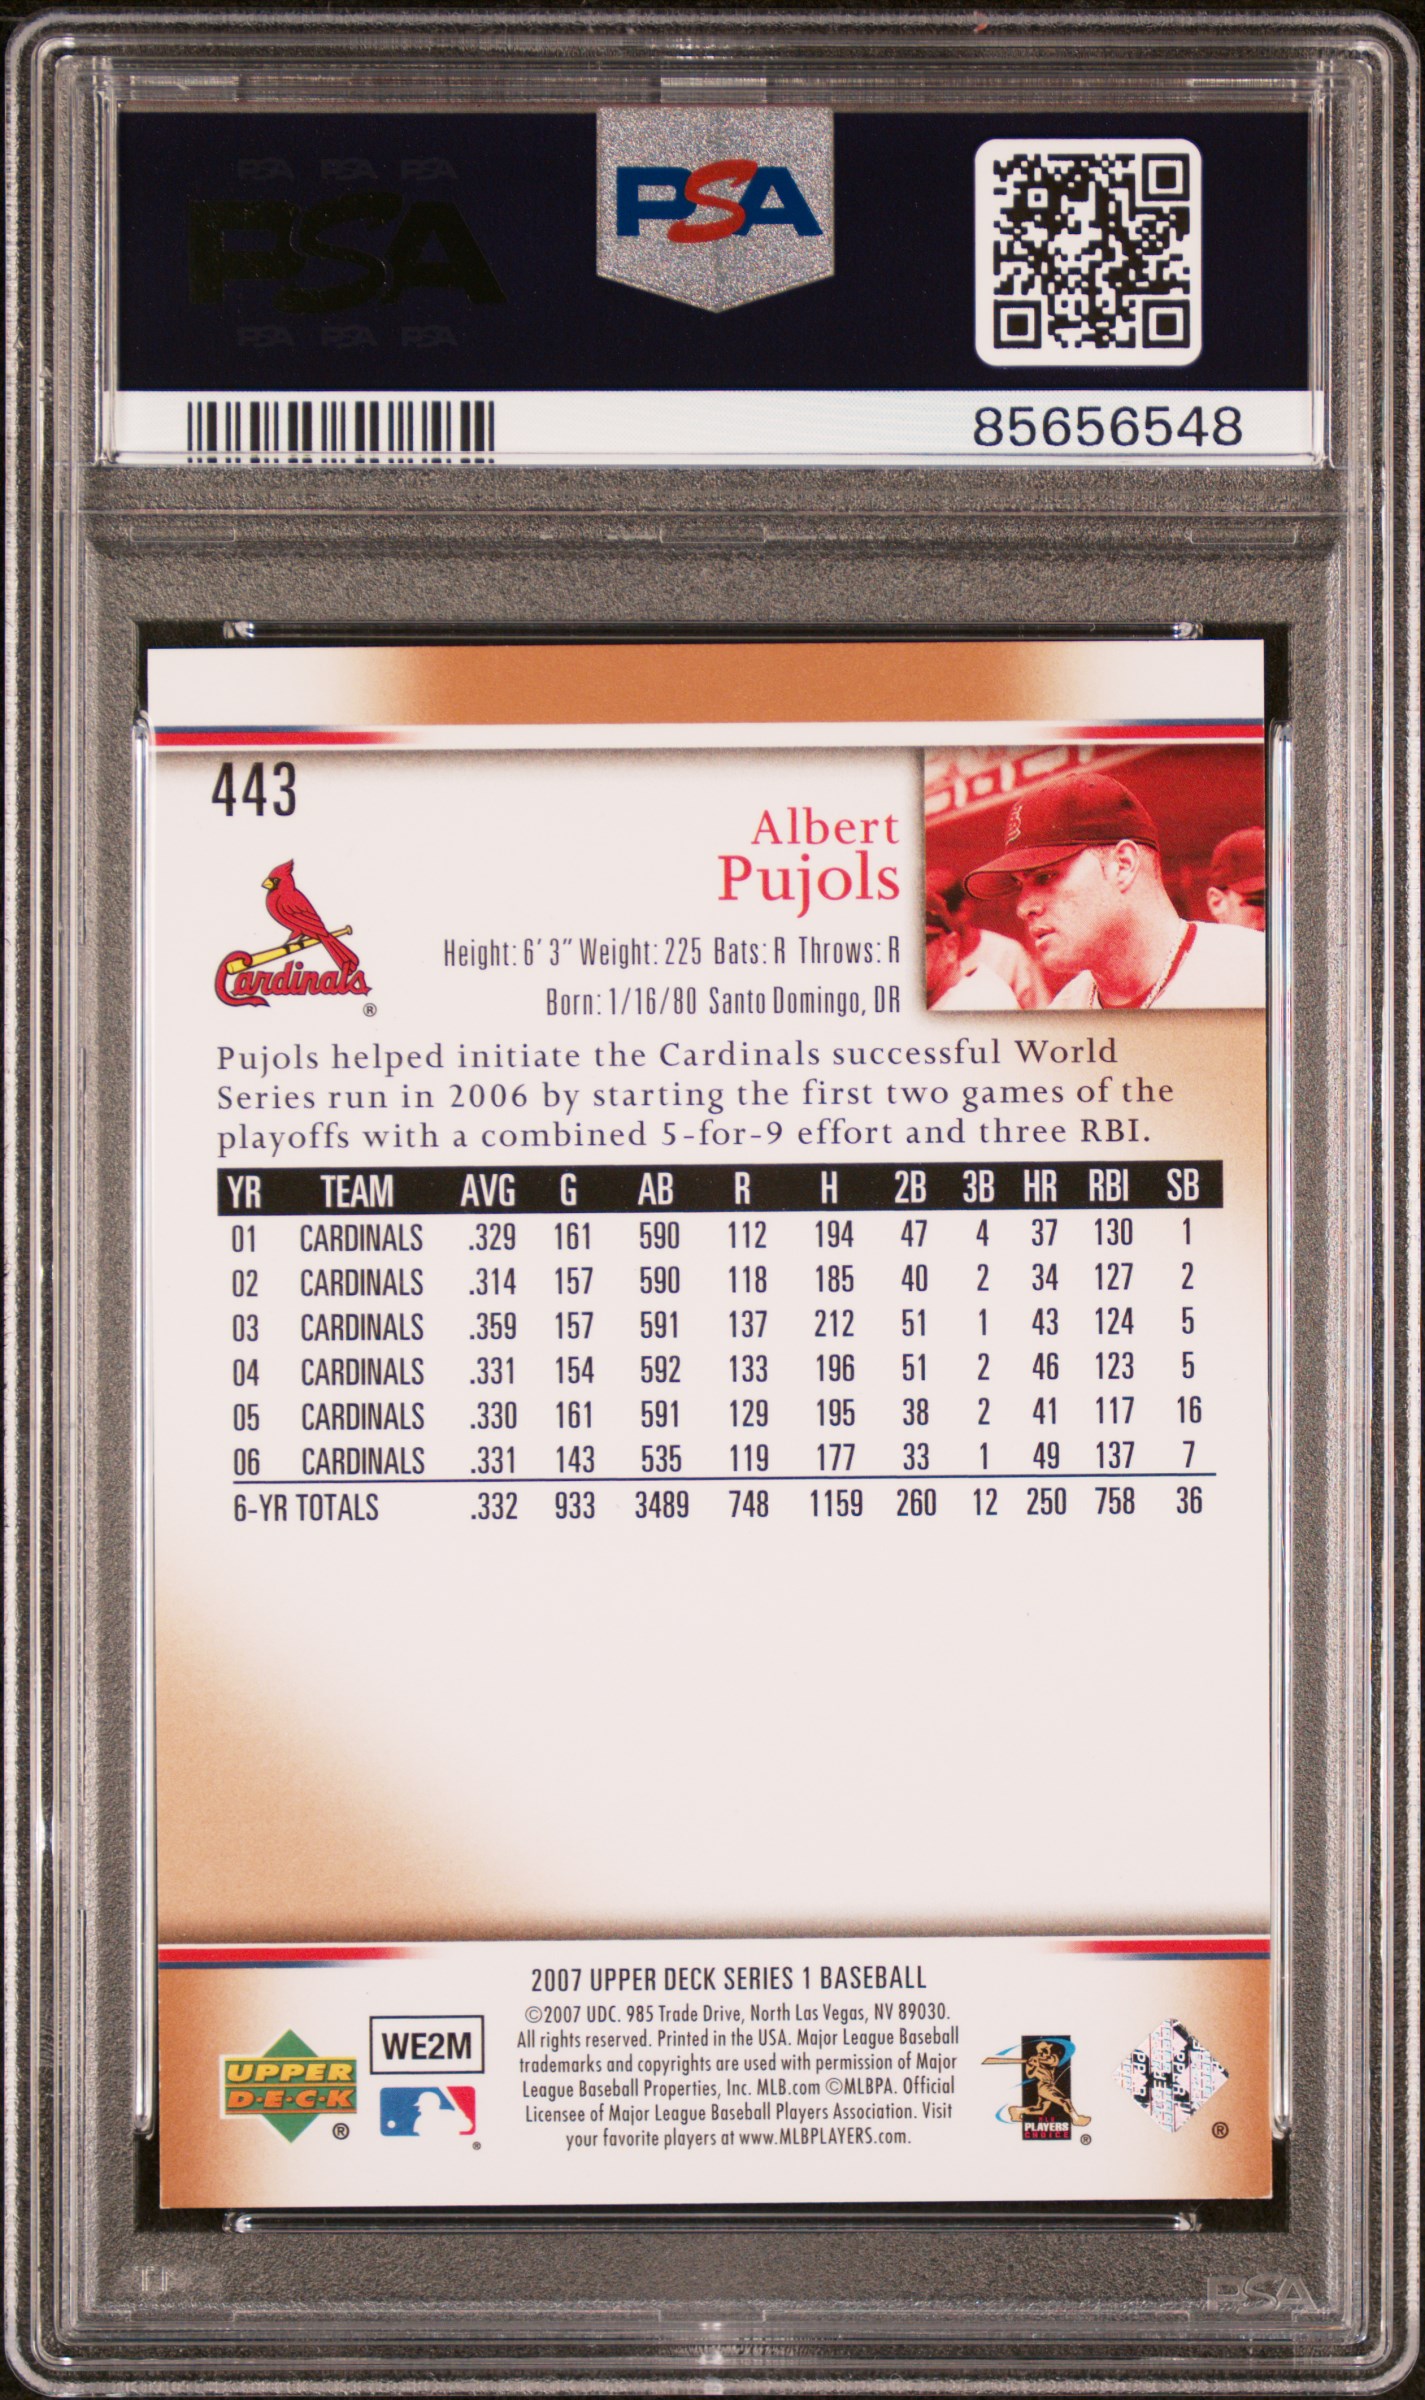 PSA PSA PSA
PSA
PSA PSA PSA
PSA
85656548
443
Albert
Pujols
Cardinals
®
Height: 6' 3" Weight: 225 Bats: R Throws: R
Born: 1/16/80 Santo Domingo, DR
Pujols helped initiate the Cardinals successful World
Series run in 2006 by starting the first two games of the
playoffs with a combined 5-for-9 effort and three RBI.
YR TEAM AVG G AB R H 2B 3B HR RBI SB
01 CARDINALS .329 161 590 112 194 47 4 37 130 1
02 CARDINALS .314 157 590 118 185 40 2 34 127 2
03 CARDINALS .359 157 591 137 212 51 1 43 124 5
04 CARDINALS .331 154 592 133 196 51 2 46 123 5
05 CARDINALS .330 161 591 129 195 38 2 41 117 16
06 CARDINALS .331 143 535 119 177 33 1 49 137 7
6-YR TOTALS .332 933 3489 748 1159 260 12 250 758 36
2007 UPPER DECK SERIES 1 BASEBALL
©2007 UDC. 985 Trade Drive, North Las Vegas, NV 89030.
All rights reserved. Printed in the USA. Major League Baseball
trademarks and copyrights are used with permission of Major
League Baseball Properties, Inc. MLB.com ©MLBPA. Official
Licensee of Major League Baseball Players Association. Visit
your favorite players at www.MLBPLAYERS.com.
UPPER
D·E·C·K
®
WE2M
®
PLAYERS
CHOICE
®
®
PSA